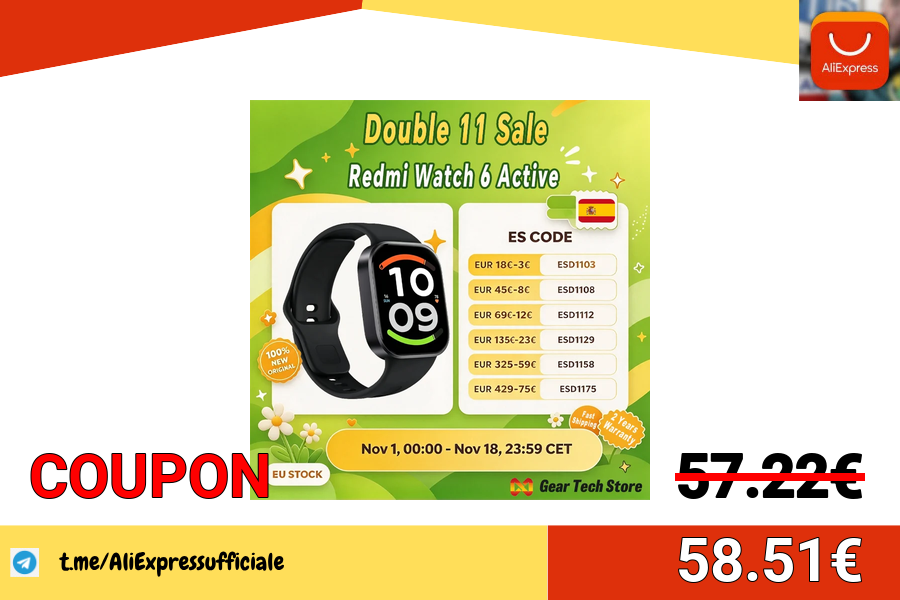 AliExpress
Double 11 Sale
Redmi Watch 6 Active
ES CODE
EUR 18€-3€ ESD1103
EUR 45€-8€ ESD1108
EUR 69€-12€ ESD1112
EUR 135€-23€ ESD1129
EUR 325-59€ ESD1158
EUR 429-75€ ESD1175
10
09
100%
NEW
ORIGINAL
Fast
Shipping
2 Years
Warranty
Nov 1, 00:00 - Nov 18, 23:59 CET
EU STOCK
Gear Tech Store
COUPON
57.22€
t.me/AliExpressufficiale
58.51€